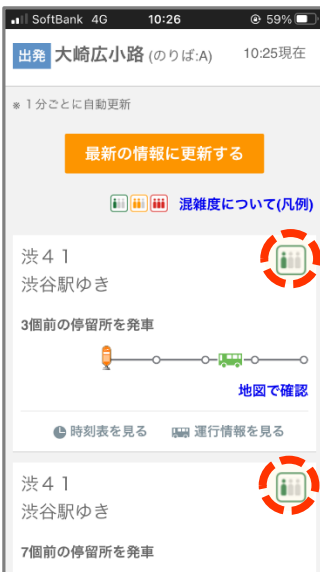 SoftBank 4G 10:26 59%
出発 大崎広小路 (のりば:A) 10:25現在
※ 1分ごとに自動更新
最新の情報に更新する
混雑度について(凡例)
渋41
渋谷駅ゆき
3個前の停留所を発車
地図で確認
時刻表を見る 運行情報を見る
渋41
渋谷駅ゆき
7個前の停留所を発車